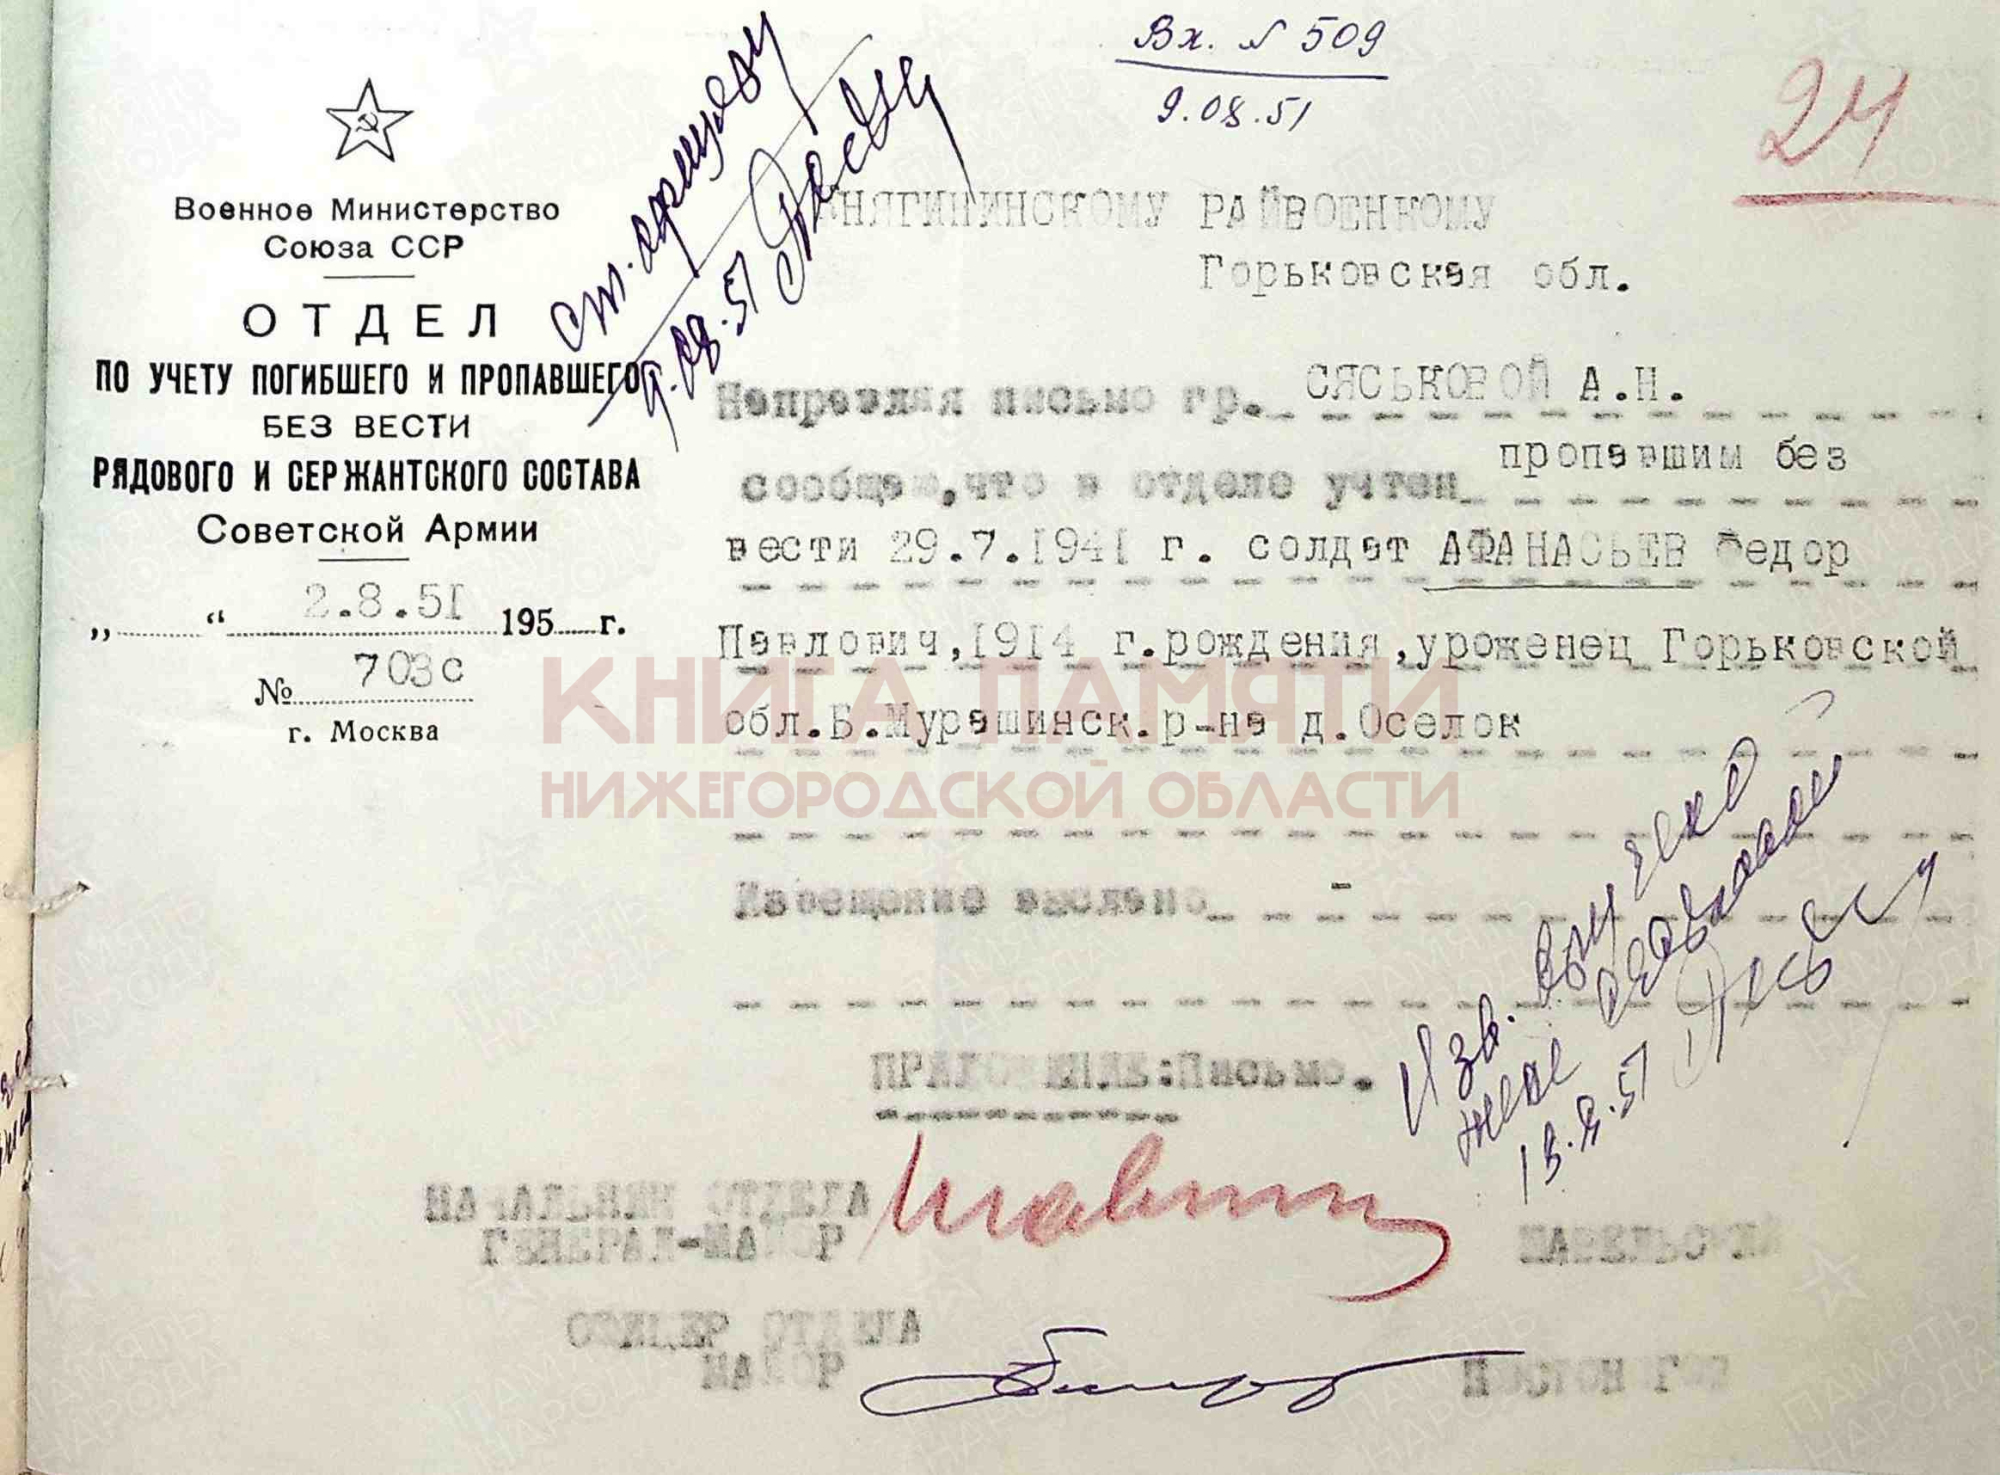 Вх. № 509
9.08.51
24
Военное Министерство
Союза ССР
ОТДЕЛ
ПО УЧЕТУ ПОГИБШЕГО И ПРОПАВШЕГО
БЕЗ ВЕСТИ
РЯДОВОГО И СЕРЖАНТСКОГО СОСТАВА
Советской Армии
„ “ 2.8.51 195 г.
№ 703с
г. Москва
9.08.51
КНЯГИНИНСКОМУ РАЙВОЕНКОМУ
Горьковская обл.
Направляя письмо гр. СЯСЬКОВОЙ А.Н.
сообщаю,что в отделе учтен пропавшим без
вести 29.7.1941 г. солдат АФАНАСЬЕВ Федор
Павлович,1914 г.рождения,уроженец Горьковской
обл.Б.Мурашинск.р-на д.Оселок
КНИГА ПАМЯТИ
НИЖЕГОРОДСКОЙ ОБЛАСТИ
Извещение выслано -
Изв.
13.8.51
ПРИЛОЖЕНИЕ:Письмо.
НАЧАЛЬНИК ОТДЕЛА
ГЕНЕРАЛ-МАЙОР
ОФИЦЕР ОТДЕЛА
МАЙОР
ПАМЯТЬ
НАРОДА